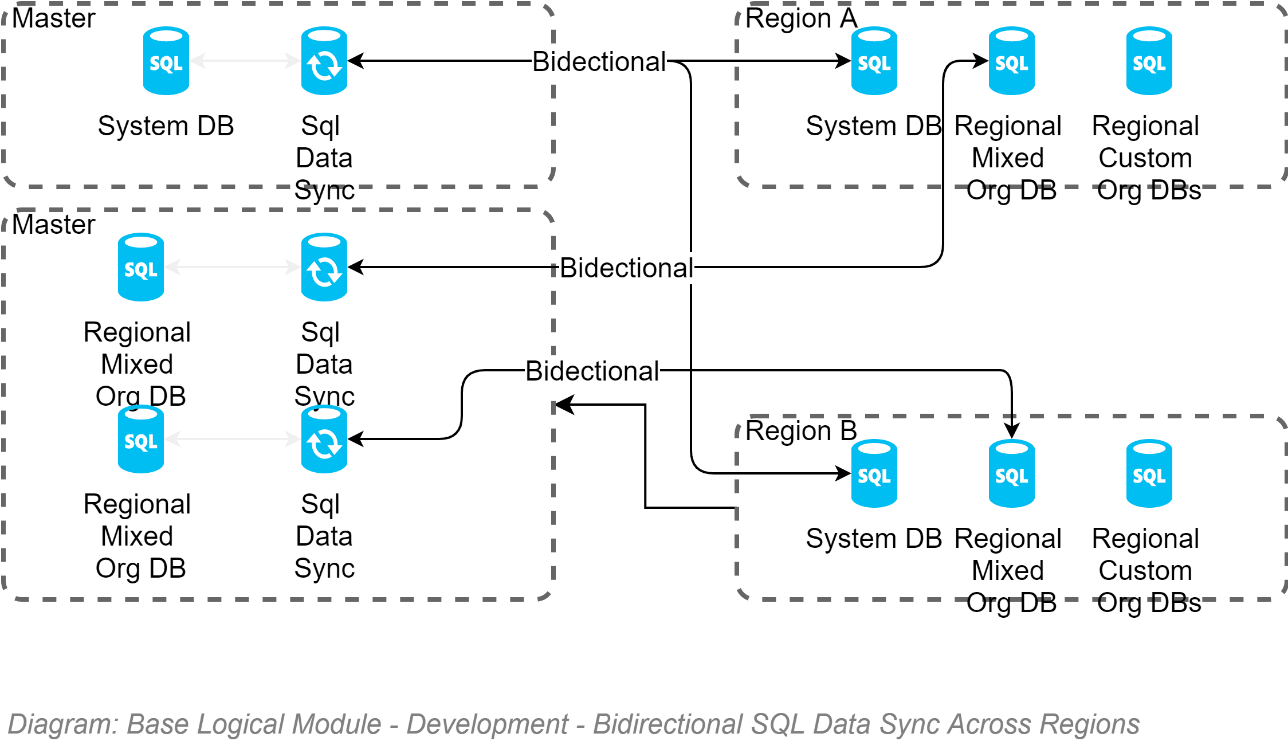 Master
SQL
System DB
Sql
Data
Sync
Bidectional
Region A
SQL
System DB
SQL
Regional
Mixed
Org DB
SQL
Regional
Custom
Org DBs
Master
SQL
Regional
Mixed
Org DB
Sql
Data
Sync
Bidectional
SQL
Regional
Mixed
Org DB
Sql
Data
Sync
Bidectional
Region B
SQL
System DB
SQL
Regional
Mixed
Org DB
SQL
Regional
Custom
Org DBs
Diagram: Base Logical Module - Development - Bidirectional SQL Data Sync Across Regions